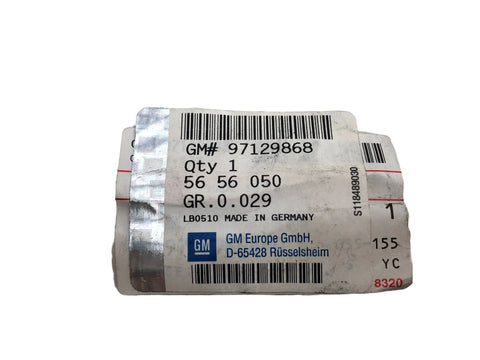 GM# 97129868
Qty 1
56 56 050
GR.0.029
LB0510 MADE IN GERMANY
S118489030
GM
GM Europe GmbH,
D-65428 Rüsselsheim
1
155
YC
8320